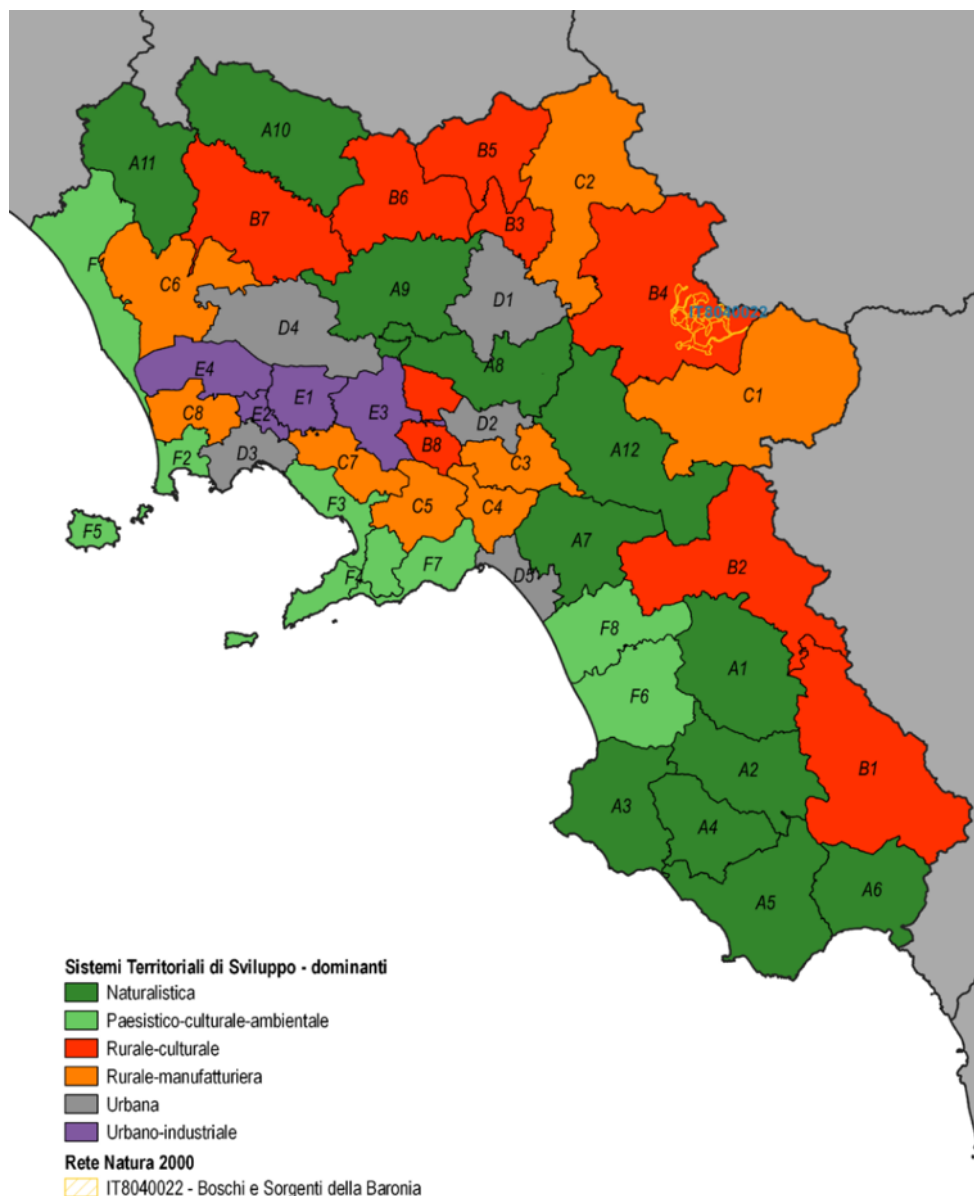 A10
B5
A11
C2
B6
B7
B3
F1
C6
A9
B4
D1
IT8040022
D4
A8
E4
E1
C1
C8
E2
E3
D2
B8
A12
F2
D3
C7
C3
F3
C5
C4
F5
A7
F7
F4
D5
B2
F8
A1
F6
A2
B1
A3
A4
A6
A5
Sistemi Territoriali di Sviluppo - dominanti
Naturalistica
Paesistico-culturale-ambientale
Rurale-culturale
Rurale-manufatturiera
Urbana
Urbano-industriale
Rete Natura 2000
IT8040022 - Boschi e Sorgenti della Baronia